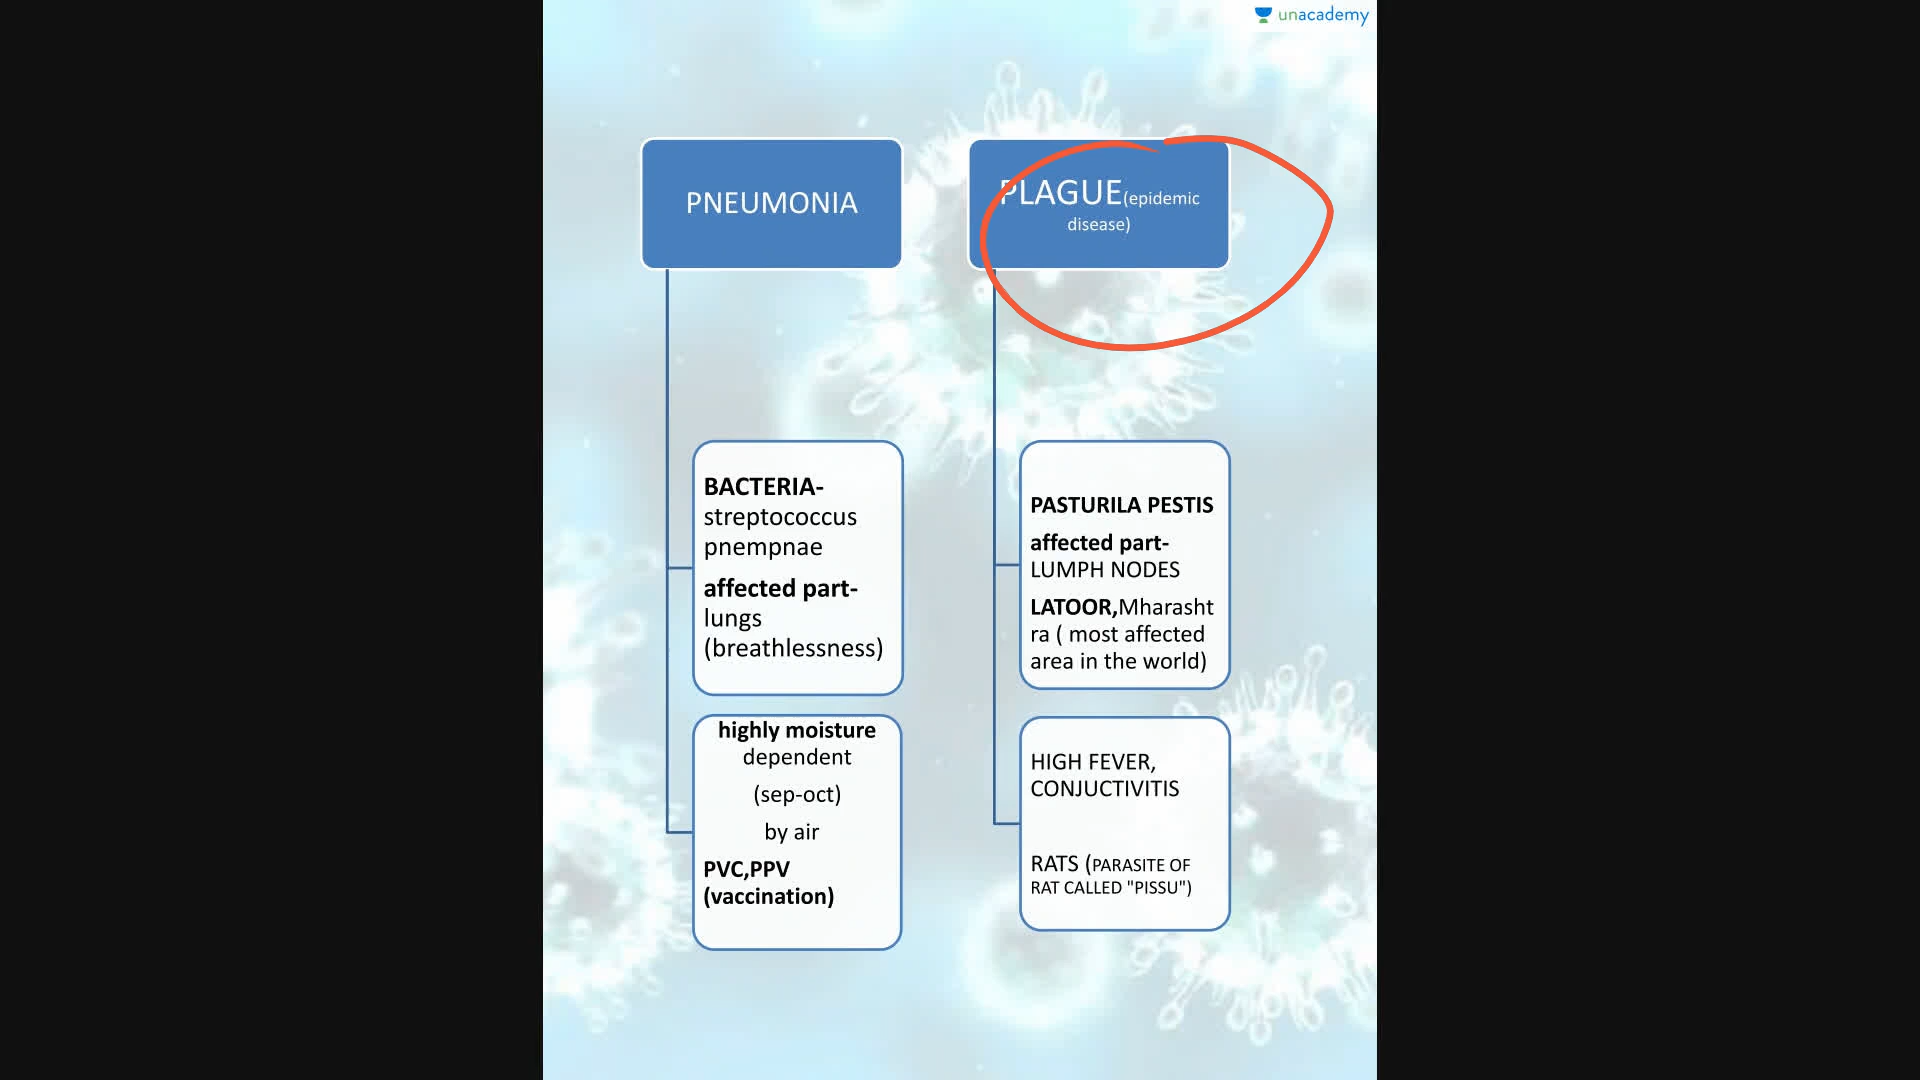 unacademy
PNEUMONIA
BACTERIA-
streptococcus
pnempnae
affected part-
lungs
(breathlessness)
highly moisture
dependent
(sep-oct)
by air
PVC,PPV
(vaccination)
PLAGUE(epidemic
disease)
PASTURILA PESTIS
affected part-
LUMPH NODES
LATOOR,Mharasht
ra ( most affected
area in the world)
HIGH FEVER,
CONJUCTIVITIS
RATS (PARASITE OF
RAT CALLED "PISSU")